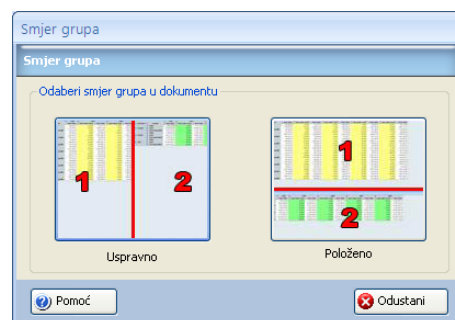 Smjer grupa
Smjer grupa
Odaberi smjer grupa u dokumentu
1 2
1
2
Uspravno Položeno
Pomoć Odustani